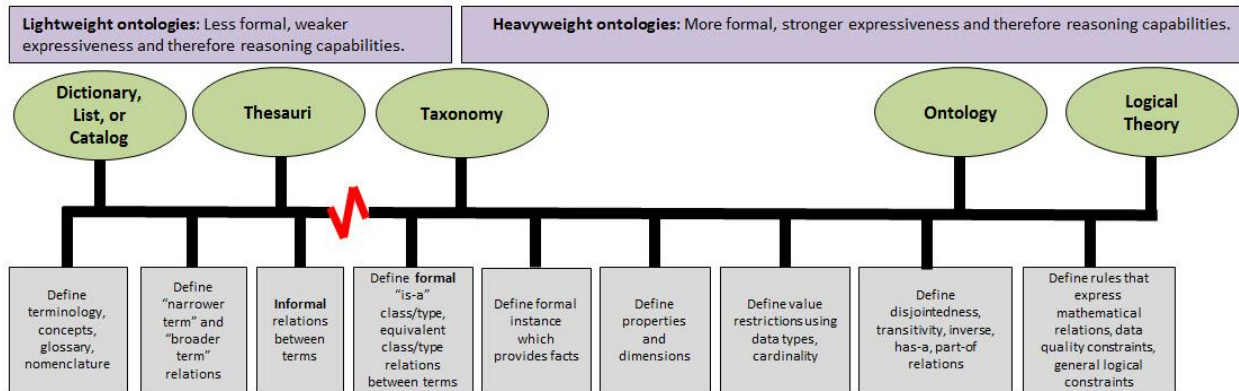 Lightweight ontologies: Less formal, weaker
expressiveness and therefore reasoning capabilities.
Heavyweight ontologies: More formal, stronger expressiveness and therefore reasoning capabilities.
Dictionary,
List, or
Catalog
Thesauri
Taxonomy
Ontology
Logical
Theory
Define
terminology,
concepts,
glossary,
nomenclature
Define
“narrower
term” and
“broader
term”
relations
Informal
relations
between
terms
Define formal
“is-a”
class/type,
equivalent
class/type
relations
between terms
Define formal
instance
which
provides facts
Define
properties
and
dimensions
Define value
restrictions using
data types,
cardinality
Define
disjointedness,
transitivity, inverse,
has-a, part-of
relations
Define rules that
express
mathematical
relations, data
quality constraints,
general logical
constraints